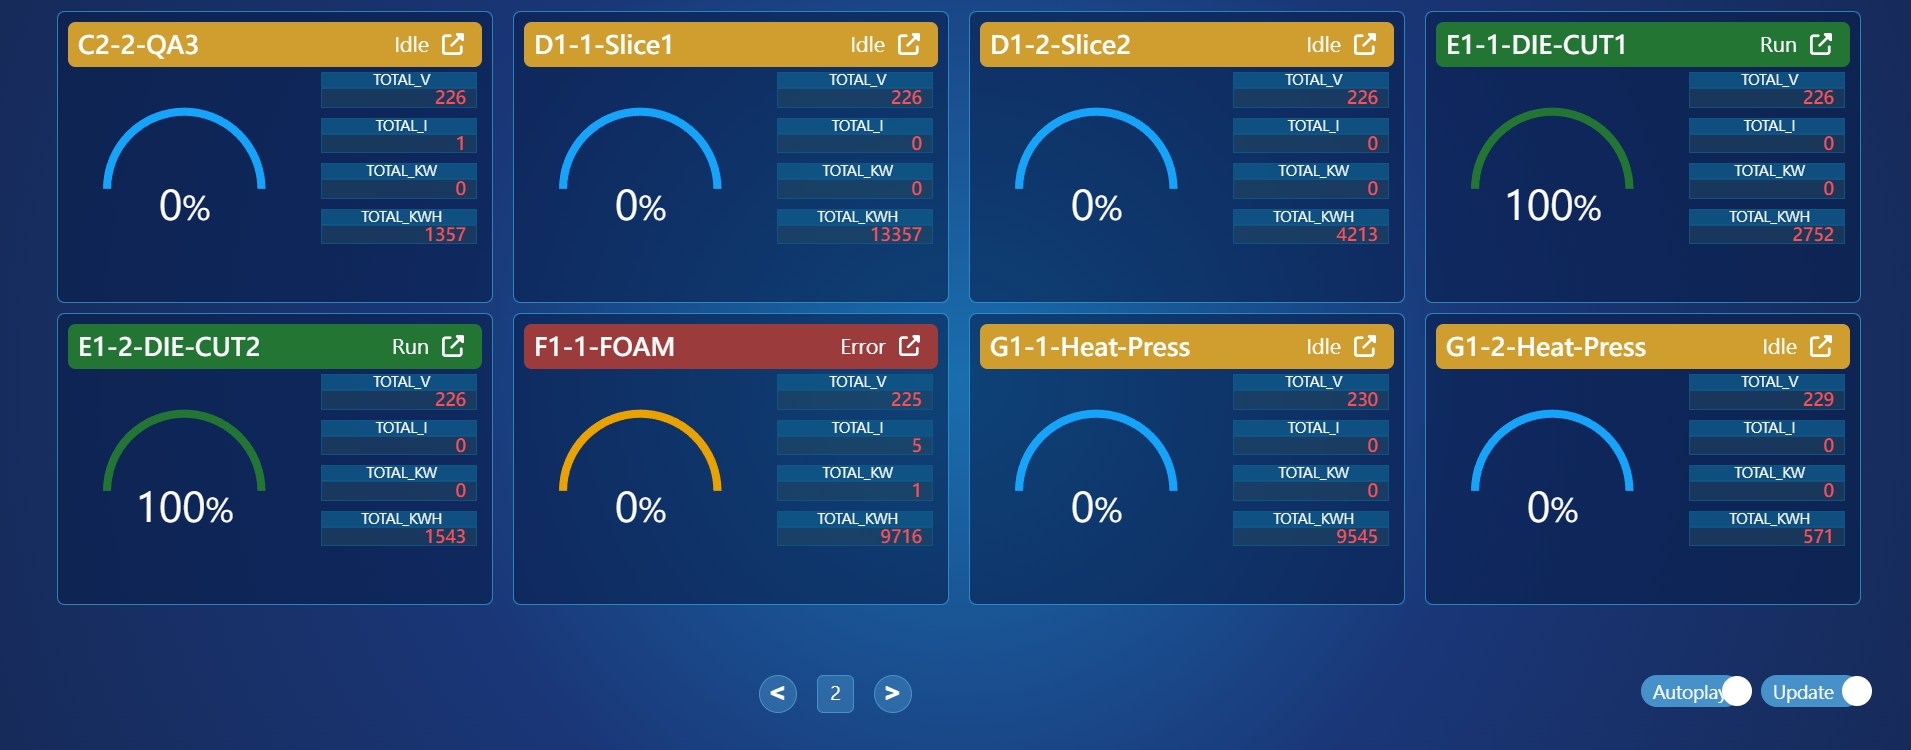 C2-2-QA3 Idle
TOTAL_V
226
TOTAL_I
1
TOTAL_KW
0
TOTAL_KWH
1357
0%
D1-1-Slice1 Idle
TOTAL_V
226
TOTAL_I
0
TOTAL_KW
0
TOTAL_KWH
13357
0%
D1-2-Slice2 Idle
TOTAL_V
226
TOTAL_I
0
TOTAL_KW
0
TOTAL_KWH
4213
0%
E1-1-DIE-CUT1 Run
TOTAL_V
226
TOTAL_I
0
TOTAL_KW
0
TOTAL_KWH
2752
100%
E1-2-DIE-CUT2 Run
TOTAL_V
226
TOTAL_I
0
TOTAL_KW
0
TOTAL_KWH
1543
100%
F1-1-FOAM Error
TOTAL_V
225
TOTAL_I
5
TOTAL_KW
1
TOTAL_KWH
9716
0%
G1-1-Heat-Press Idle
TOTAL_V
230
TOTAL_I
0
TOTAL_KW
0
TOTAL_KWH
9545
0%
G1-2-Heat-Press Idle
TOTAL_V
229
TOTAL_I
0
TOTAL_KW
0
TOTAL_KWH
571
0%
< 2 >
Autoplay Update